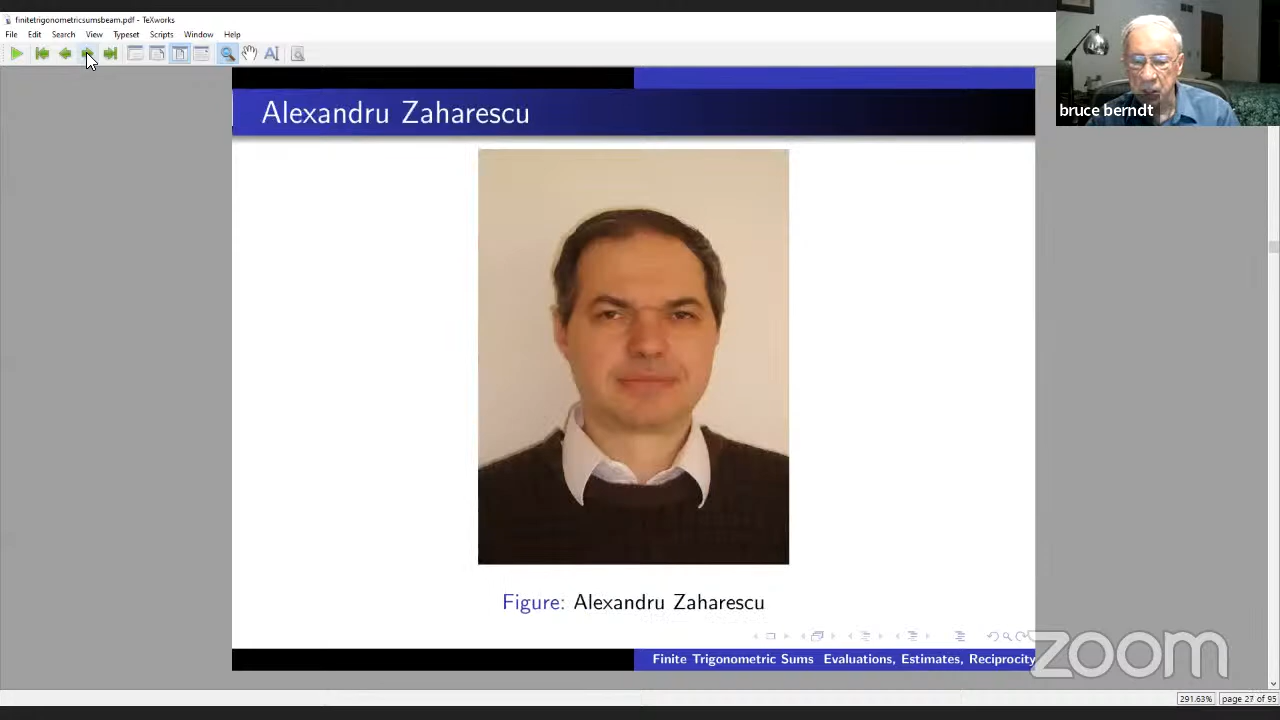 finitetrigonometricsumsbeam.pdf - TeXworks
File Edit Search View Typeset Scripts Window Help
bruce berndt
Alexandru Zaharescu
Figure: Alexandru Zaharescu
Finite Trigonometric Sums Evaluations, Estimates, Reciprocity
zoom
291.63% page 27 of 95